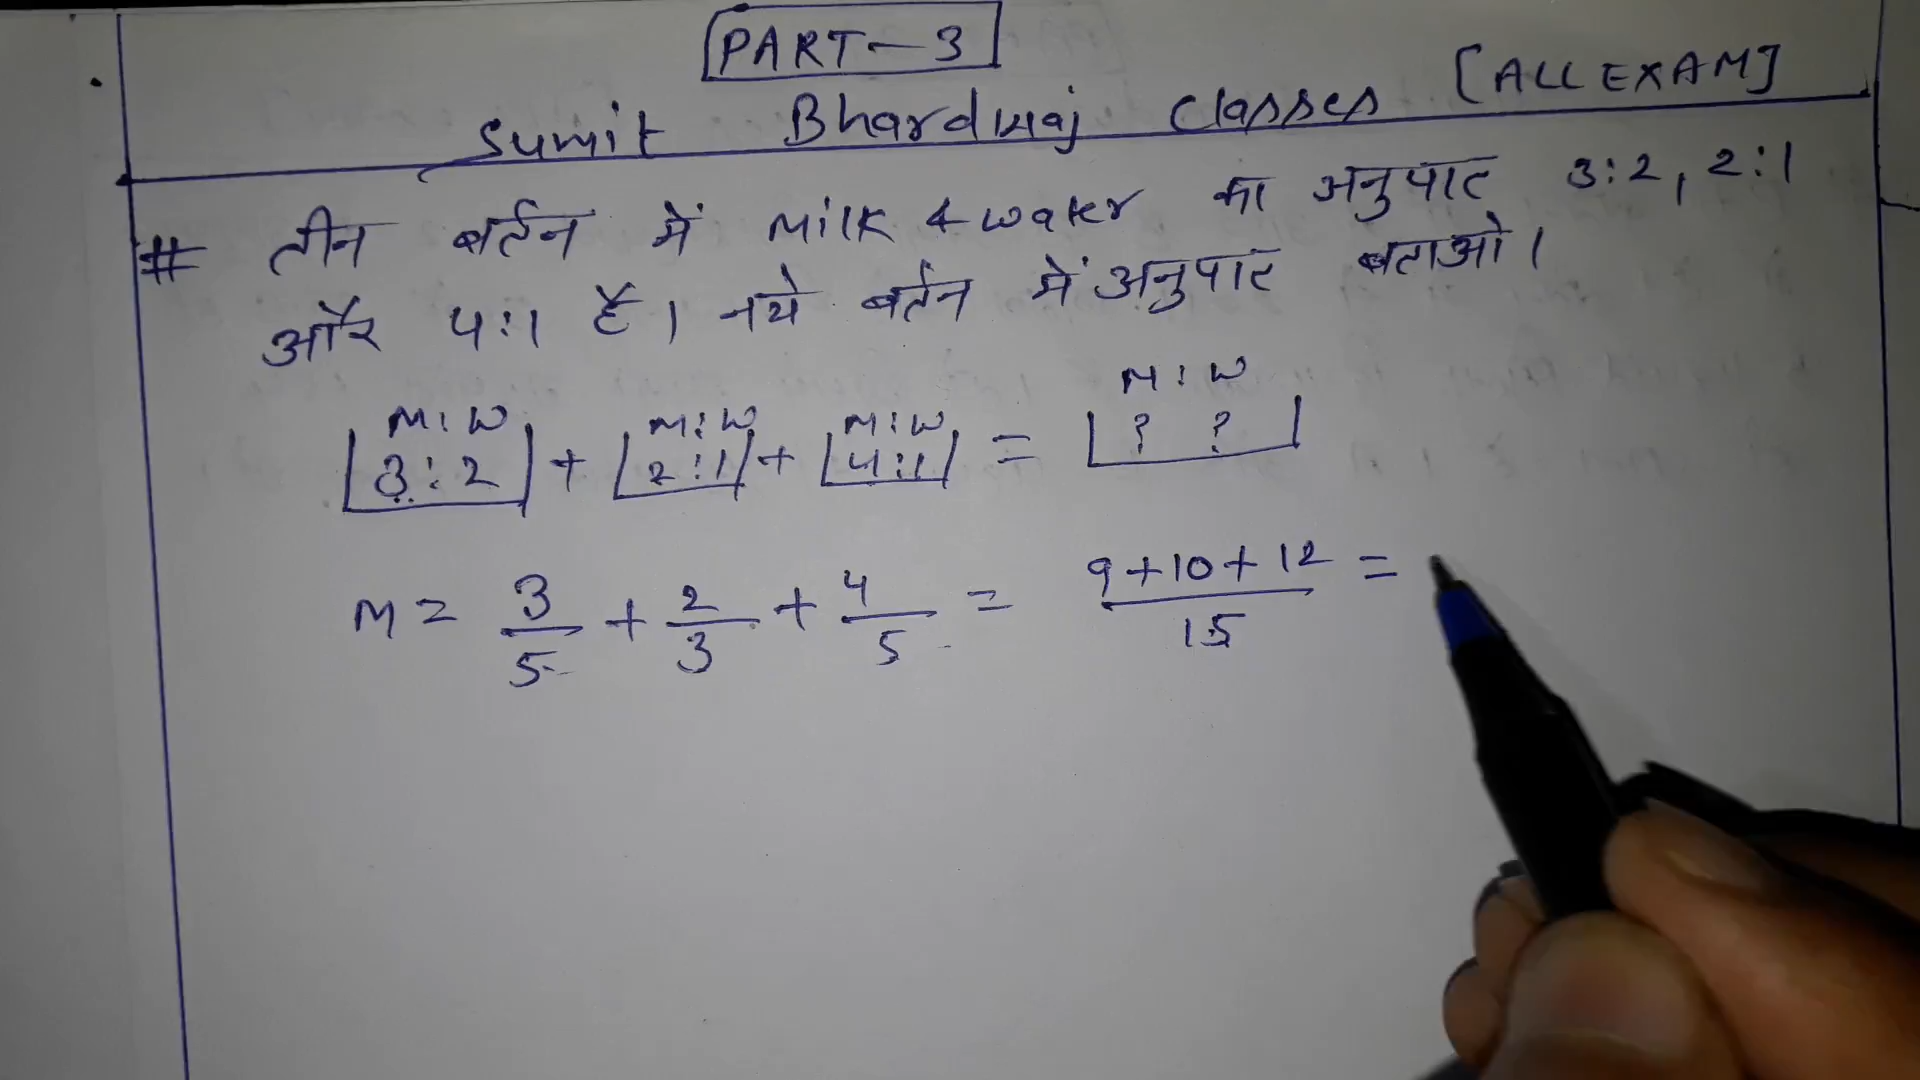 PART-3
Sumit Bhardwaj Classes [ALL EXAM]
# तीन बर्तन में Milk & water का अनुपात 3:2, 2:1
और 4:1 है। नये बर्तन में अनुपात बताओ।
M:W M:W M:W M:W
3:2 + 2:1 + 4:1 = ? ?
M = 3/5 + 2/3 + 4/5 = 9+10+12/15 =